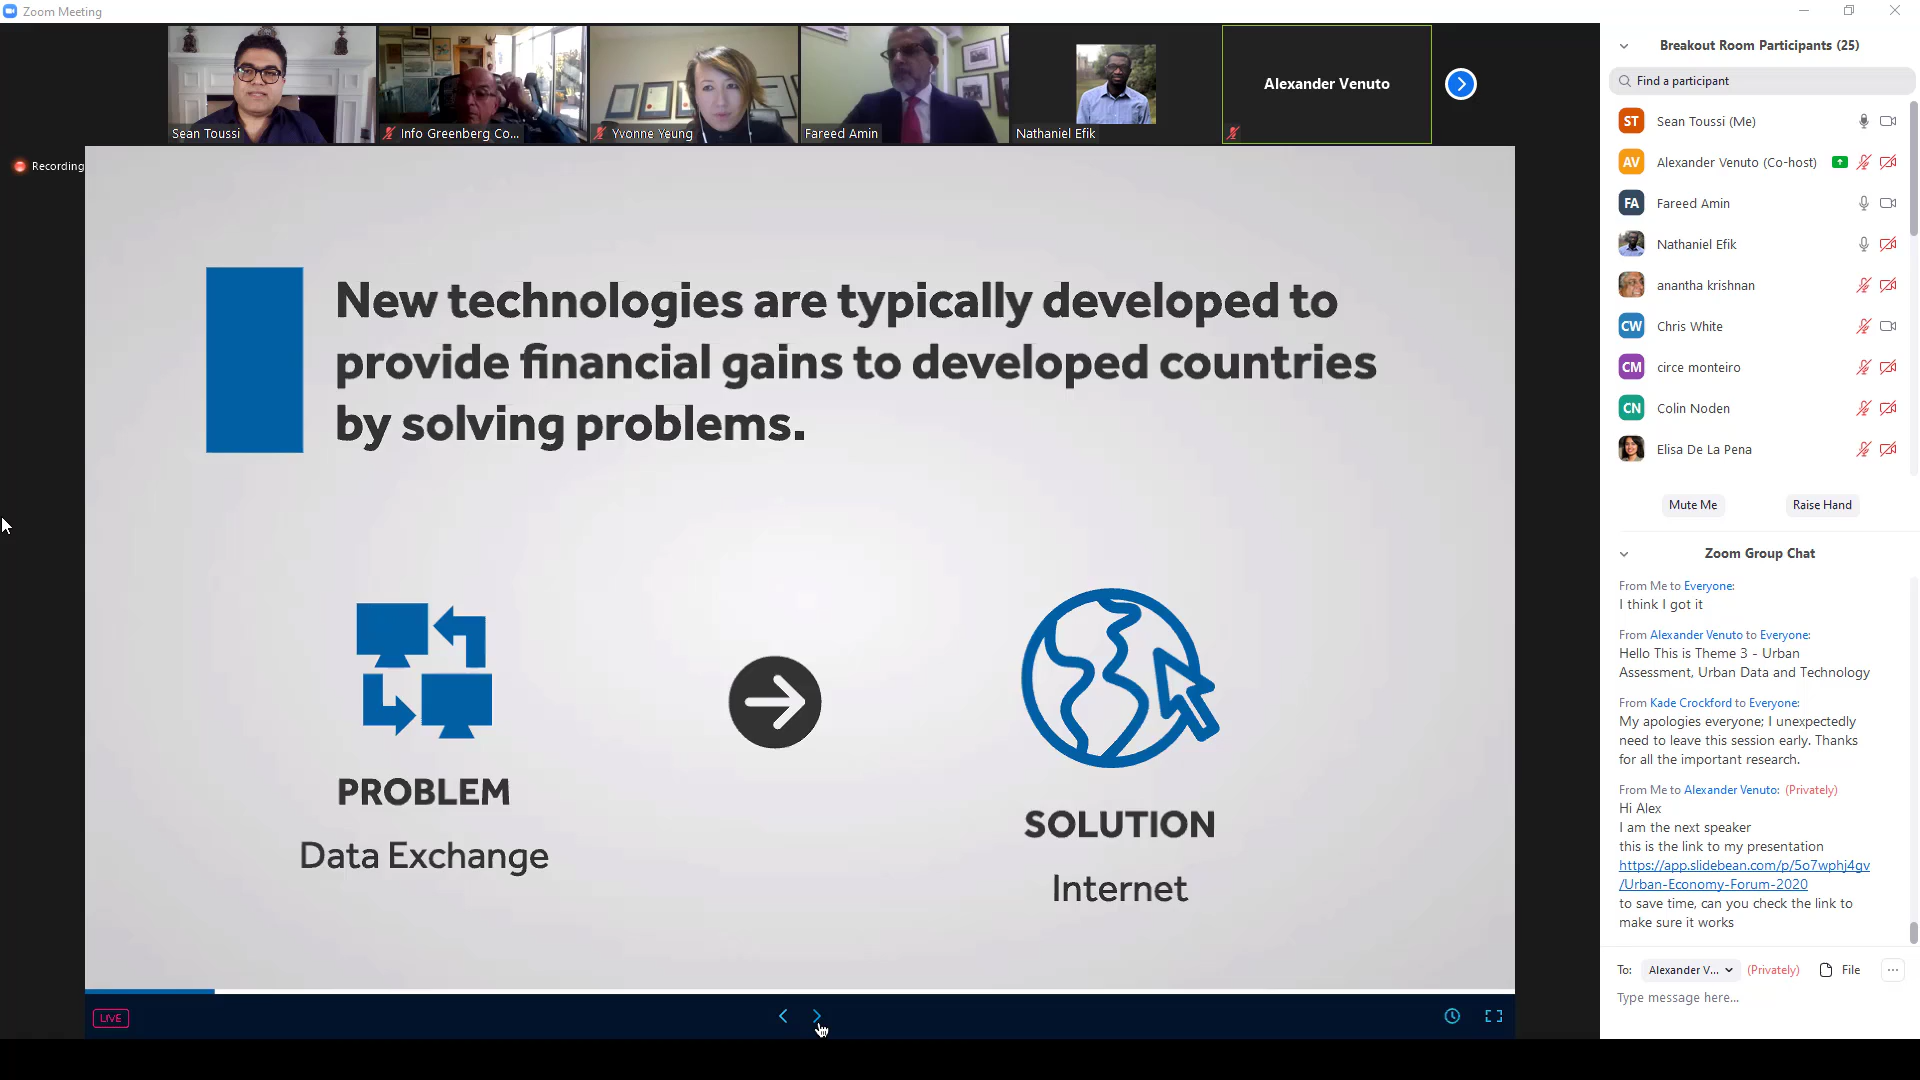 Zoom Meeting
Sean Toussi
Info Greenberg Co...
Yvonne Yeung
Fareed Amin
Nathaniel Efik
Alexander Venuto
Recording
New technologies are typically developed to
provide financial gains to developed countries
by solving problems.
PROBLEM
Data Exchange
SOLUTION
Internet
LIVE
Breakout Room Participants (25)
Find a participant
ST Sean Toussi (Me)
AV Alexander Venuto (Co-host)
FA Fareed Amin
Nathaniel Efik
anantha krishnan
CW Chris White
CM circe monteiro
CN Colin Noden
Elisa De La Pena
Mute Me Raise Hand
Zoom Group Chat
From Me to Everyone:
I think I got it
From Alexander Venuto to Everyone:
Hello This is Theme 3 - Urban
Assessment, Urban Data and Technology
From Kade Crockford to Everyone:
My apologies everyone; I unexpectedly
need to leave this session early. Thanks
for all the important research.
From Me to Alexander Venuto: (Privately)
Hi Alex
I am the next speaker
this is the link to my presentation
https://app.slidebean.com/p/5o7wphj4gv
/Urban-Economy-Forum-2020
to save time, can you check the link to
make sure it works
To: Alexander V... (Privately) File
Type message here...